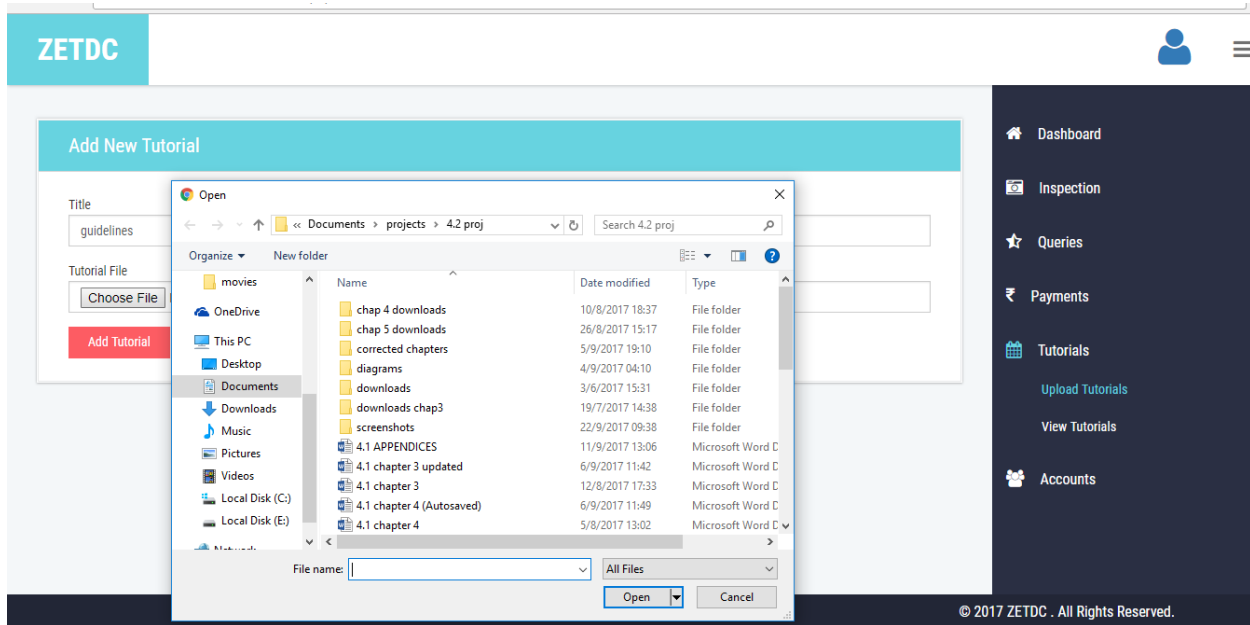 ZETDC
Add New Tutorial
Title
guidelines
Tutorial File
Choose File
Add Tutorial
Open
« Documents › projects › 4.2 proj
Search 4.2 proj
Organize
New folder
movies
OneDrive
This PC
Desktop
Documents
Downloads
Music
Pictures
Videos
Local Disk (C:)
Local Disk (E:)
Network
Name Date modified Type
chap 4 downloads 10/8/2017 18:37 File folder
chap 5 downloads 26/8/2017 15:17 File folder
corrected chapters 5/9/2017 19:10 File folder
diagrams 4/9/2017 04:10 File folder
downloads 3/6/2017 15:31 File folder
downloads chap3 19/7/2017 14:38 File folder
screenshots 22/9/2017 09:38 File folder
4.1 APPENDICES 11/9/2017 13:06 Microsoft Word D
4.1 chapter 3 updated 6/9/2017 11:42 Microsoft Word D
4.1 chapter 3 12/8/2017 17:33 Microsoft Word D
4.1 chapter 4 (Autosaved) 6/9/2017 11:49 Microsoft Word D
4.1 chapter 4 5/8/2017 13:02 Microsoft Word D
File name:
All Files
Open
Cancel
Dashboard
Inspection
Queries
₹ Payments
Tutorials
Upload Tutorials
View Tutorials
Accounts
© 2017 ZETDC . All Rights Reserved.